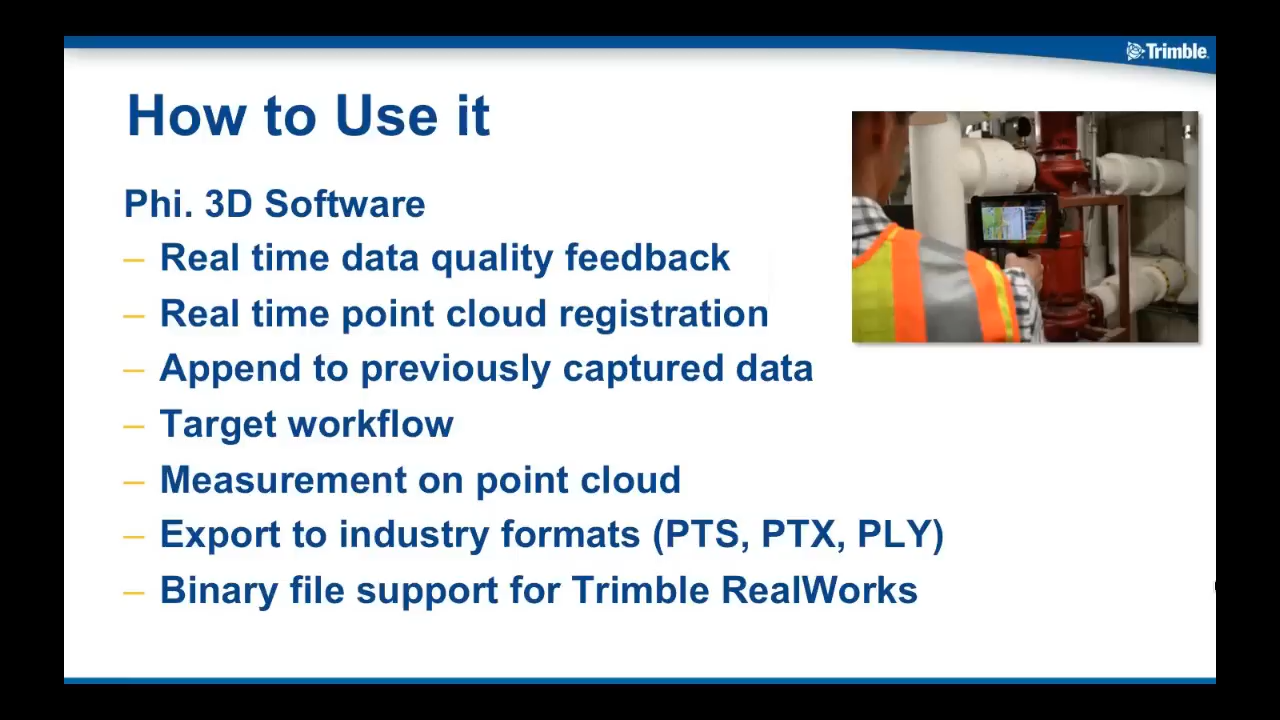 Trimble
How to Use it
Phi. 3D Software
– Real time data quality feedback
– Real time point cloud registration
– Append to previously captured data
– Target workflow
– Measurement on point cloud
– Export to industry formats (PTS, PTX, PLY)
– Binary file support for Trimble RealWorks